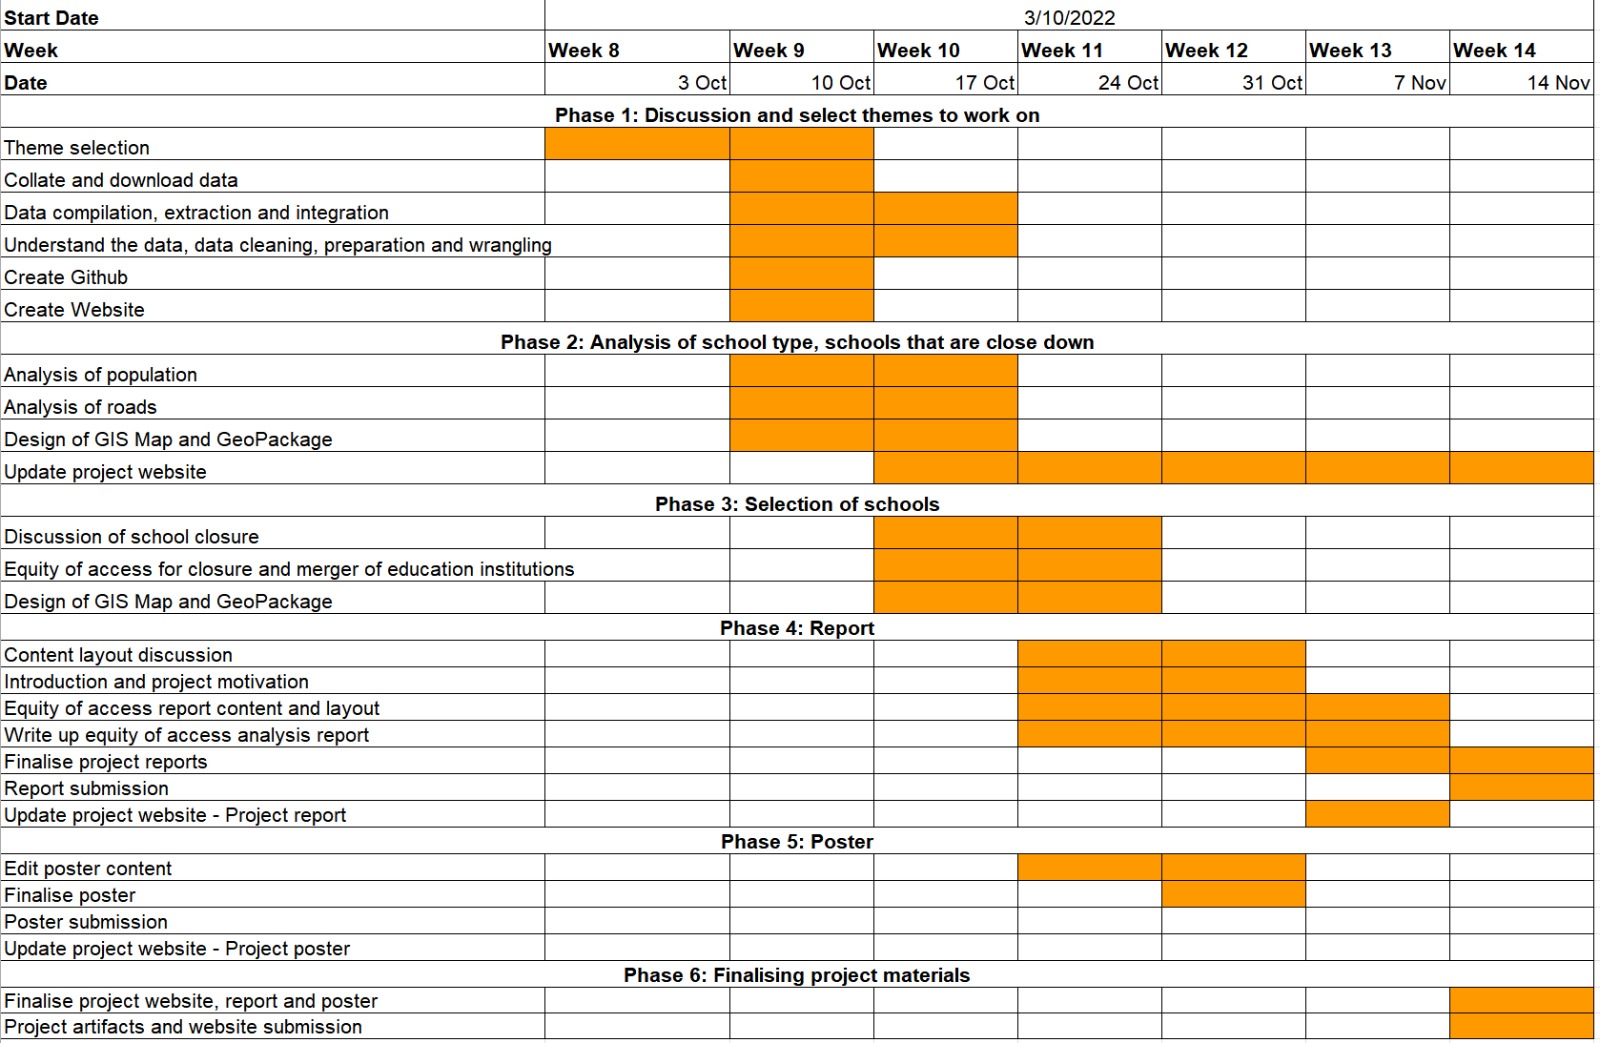 Start Date 3/10/2022
Week Week 8 Week 9 Week 10 Week 11 Week 12 Week 13 Week 14
Date 3 Oct 10 Oct 17 Oct 24 Oct 31 Oct 7 Nov 14 Nov
Phase 1: Discussion and select themes to work on
Theme selection
Collate and download data
Data compilation, extraction and integration
Understand the data, data cleaning, preparation and wrangling
Create Github
Create Website
Phase 2: Analysis of school type, schools that are close down
Analysis of population
Analysis of roads
Design of GIS Map and GeoPackage
Update project website
Phase 3: Selection of schools
Discussion of school closure
Equity of access for closure and merger of education institutions
Design of GIS Map and GeoPackage
Phase 4: Report
Content layout discussion
Introduction and project motivation
Equity of access report content and layout
Write up equity of access analysis report
Finalise project reports
Report submission
Update project website - Project report
Phase 5: Poster
Edit poster content
Finalise poster
Poster submission
Update project website - Project poster
Phase 6: Finalising project materials
Finalise project website, report and poster
Project artifacts and website submission